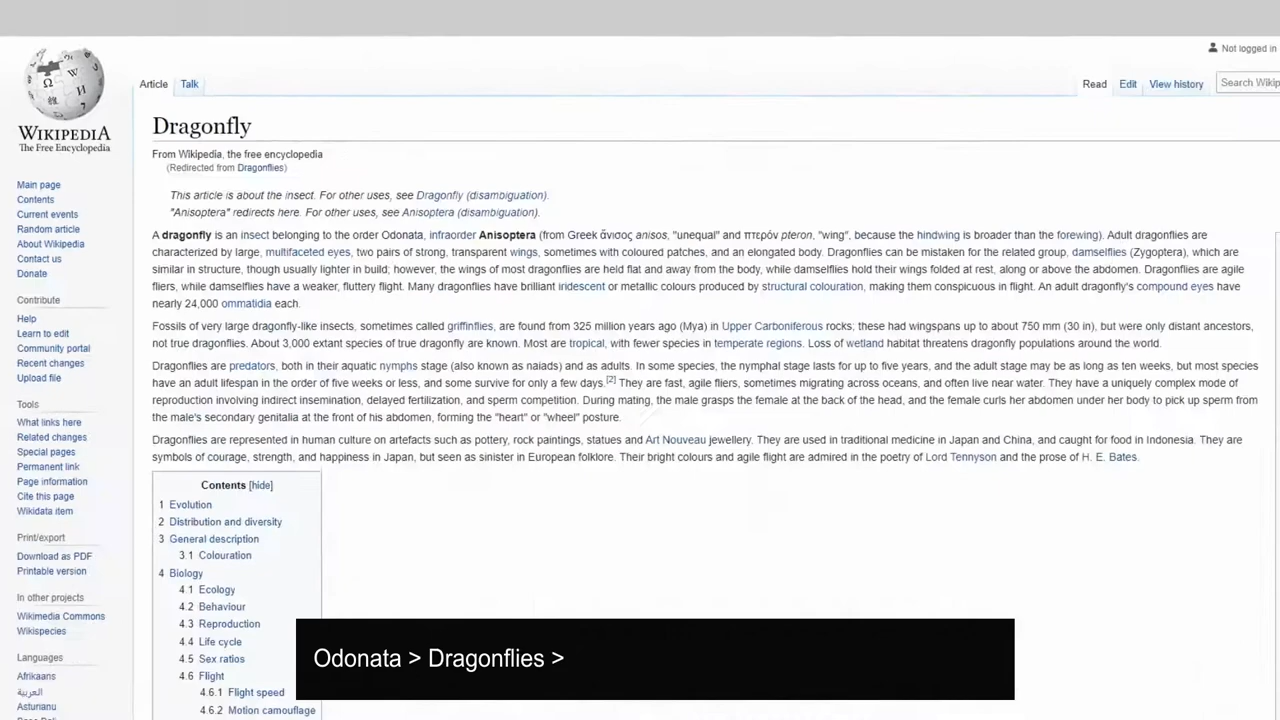 Not logged in
WIKIPEDIA
The Free Encyclopedia
Article
Talk
Read
Edit
View history
Search Wikip
Main page
Contents
Current events
Random article
About Wikipedia
Contact us
Donate
Contribute
Help
Learn to edit
Community portal
Recent changes
Upload file
Tools
What links here
Related changes
Special pages
Permanent link
Page information
Cite this page
Wikidata item
Print/export
Download as PDF
Printable version
In other projects
Wikimedia Commons
Wikispecies
Languages
Afrikaans
العربية
Asturianu
Dragonfly
From Wikipedia, the free encyclopedia
(Redirected from Dragonflies)
This article is about the insect. For other uses, see Dragonfly (disambiguation).
"Anisoptera" redirects here. For other uses, see Anisoptera (disambiguation).
A dragonfly is an insect belonging to the order Odonata, infraorder Anisoptera (from Greek ἄνισος anisos, "unequal" and πτερόν pteron, "wing", because the hindwing is broader than the forewing). Adult dragonflies are
characterized by large, multifaceted eyes, two pairs of strong, transparent wings, sometimes with coloured patches, and an elongated body. Dragonflies can be mistaken for the related group, damselflies (Zygoptera), which are
similar in structure, though usually lighter in build; however, the wings of most dragonflies are held flat and away from the body, while damselflies hold their wings folded at rest, along or above the abdomen. Dragonflies are agile
fliers, while damselflies have a weaker, fluttery flight. Many dragonflies have brilliant iridescent or metallic colours produced by structural colouration, making them conspicuous in flight. An adult dragonfly's compound eyes have
nearly 24,000 ommatidia each.
Fossils of very large dragonfly-like insects, sometimes called griffinflies, are found from 325 million years ago (Mya) in Upper Carboniferous rocks; these had wingspans up to about 750 mm (30 in), but were only distant ancestors,
not true dragonflies. About 3,000 extant species of true dragonfly are known. Most are tropical, with fewer species in temperate regions. Loss of wetland habitat threatens dragonfly populations around the world.
Dragonflies are predators, both in their aquatic nymphs stage (also known as naiads) and as adults. In some species, the nymphal stage lasts for up to five years, and the adult stage may be as long as ten weeks, but most species
have an adult lifespan in the order of five weeks or less, and some survive for only a few days.[2] They are fast, agile fliers, sometimes migrating across oceans, and often live near water. They have a uniquely complex mode of
reproduction involving indirect insemination, delayed fertilization, and sperm competition. During mating, the male grasps the female at the back of the head, and the female curls her abdomen under her body to pick up sperm from
the male's secondary genitalia at the front of his abdomen, forming the "heart" or "wheel" posture.
Dragonflies are represented in human culture on artefacts such as pottery, rock paintings, statues and Art Nouveau jewellery. They are used in traditional medicine in Japan and China, and caught for food in Indonesia. They are
symbols of courage, strength, and happiness in Japan, but seen as sinister in European folklore. Their bright colours and agile flight are admired in the poetry of Lord Tennyson and the prose of H. E. Bates.
Contents [hide]
1 Evolution
2 Distribution and diversity
3 General description
3.1 Colouration
4 Biology
4.1 Ecology
4.2 Behaviour
4.3 Reproduction
4.4 Life cycle
4.5 Sex ratios
4.6 Flight
4.6.1 Flight speed
4.6.2 Motion camouflage
Odonata > Dragonflies >